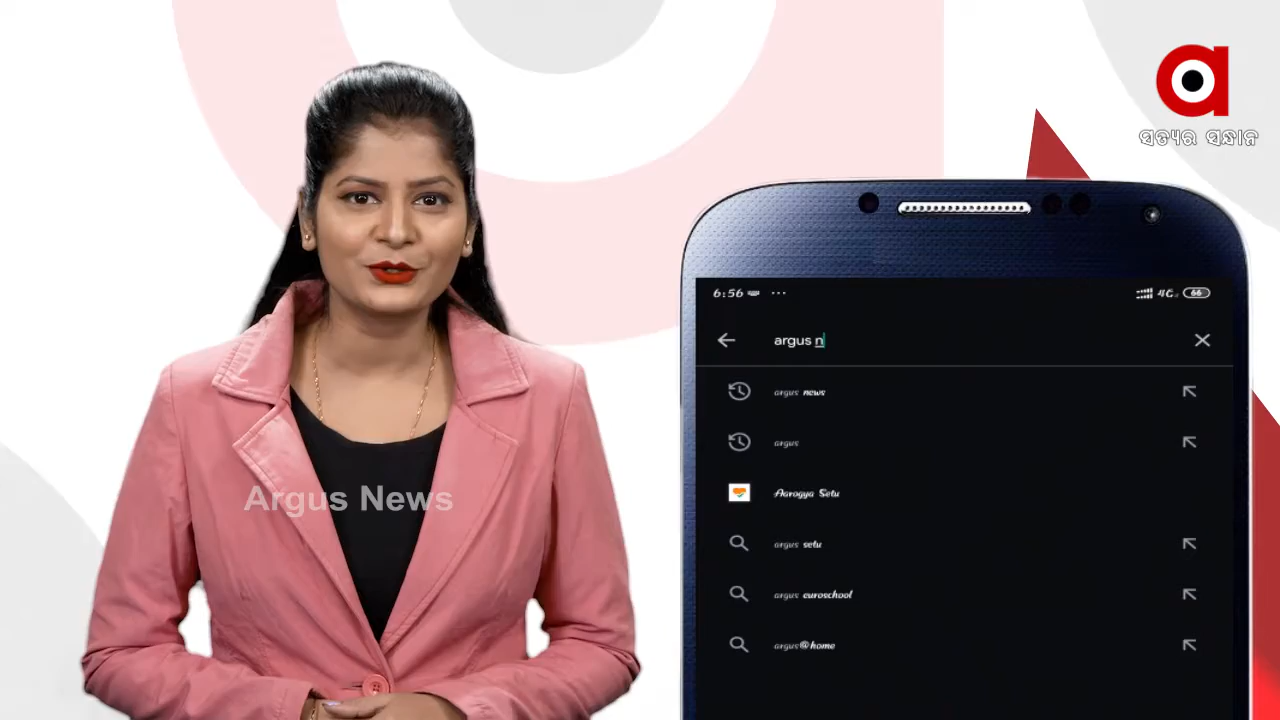 ସତ୍ୟର ସନ୍ଧାନ
6:56
4G
66
argus n
argus news
argus
Aarogya Setu
argus setu
argus euroschool
argus@home
Argus News